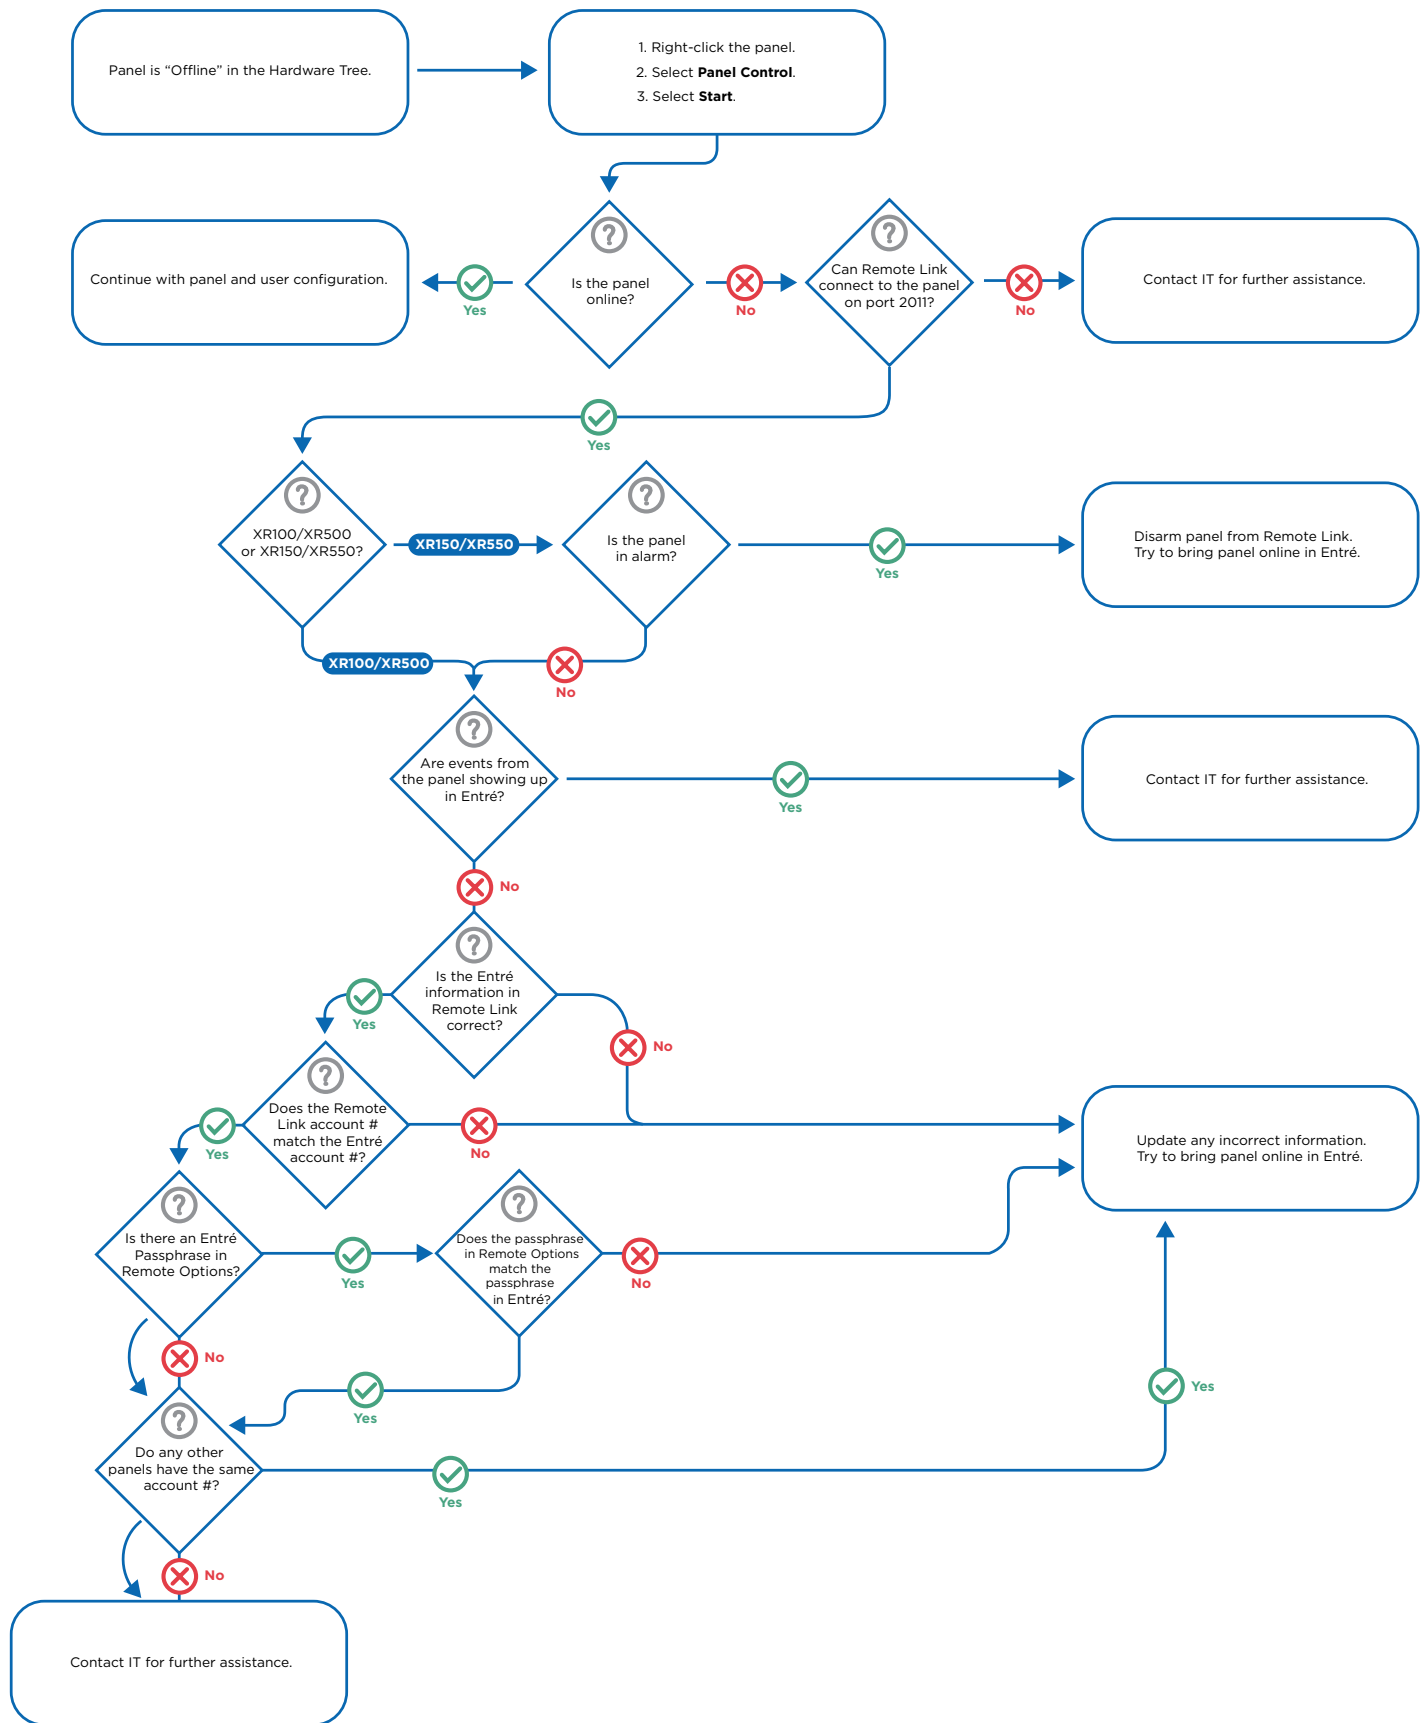 Panel is “Offline” in the Hardware Tree.
1. Right-click the panel.
2. Select Panel Control.
3. Select Start.
Continue with panel and user configuration.
Yes
Is the panel
online?
No
Can Remote Link
connect to the panel
on port 2011?
No
Contact IT for further assistance.
Yes
XR100/XR500
or XR150/XR550?
XR150/XR550
Is the panel
in alarm?
Yes
Disarm panel from Remote Link.
Try to bring panel online in Entré.
XR100/XR500
No
Are events from
the panel showing up
in Entré?
Yes
Contact IT for further assistance.
No
Is the Entré
information in
Remote Link
correct?
Yes
No
Does the Remote
Link account #
match the Entré
account #?
Yes
No
Update any incorrect information.
Try to bring panel online in Entré.
Is there an Entré
Passphrase in
Remote Options?
Yes
Does the passphrase
in Remote Options
match the
passphrase
in Entré?
No
No
Yes
Yes
Do any other
panels have the same
account #?
Yes
No
Contact IT for further assistance.